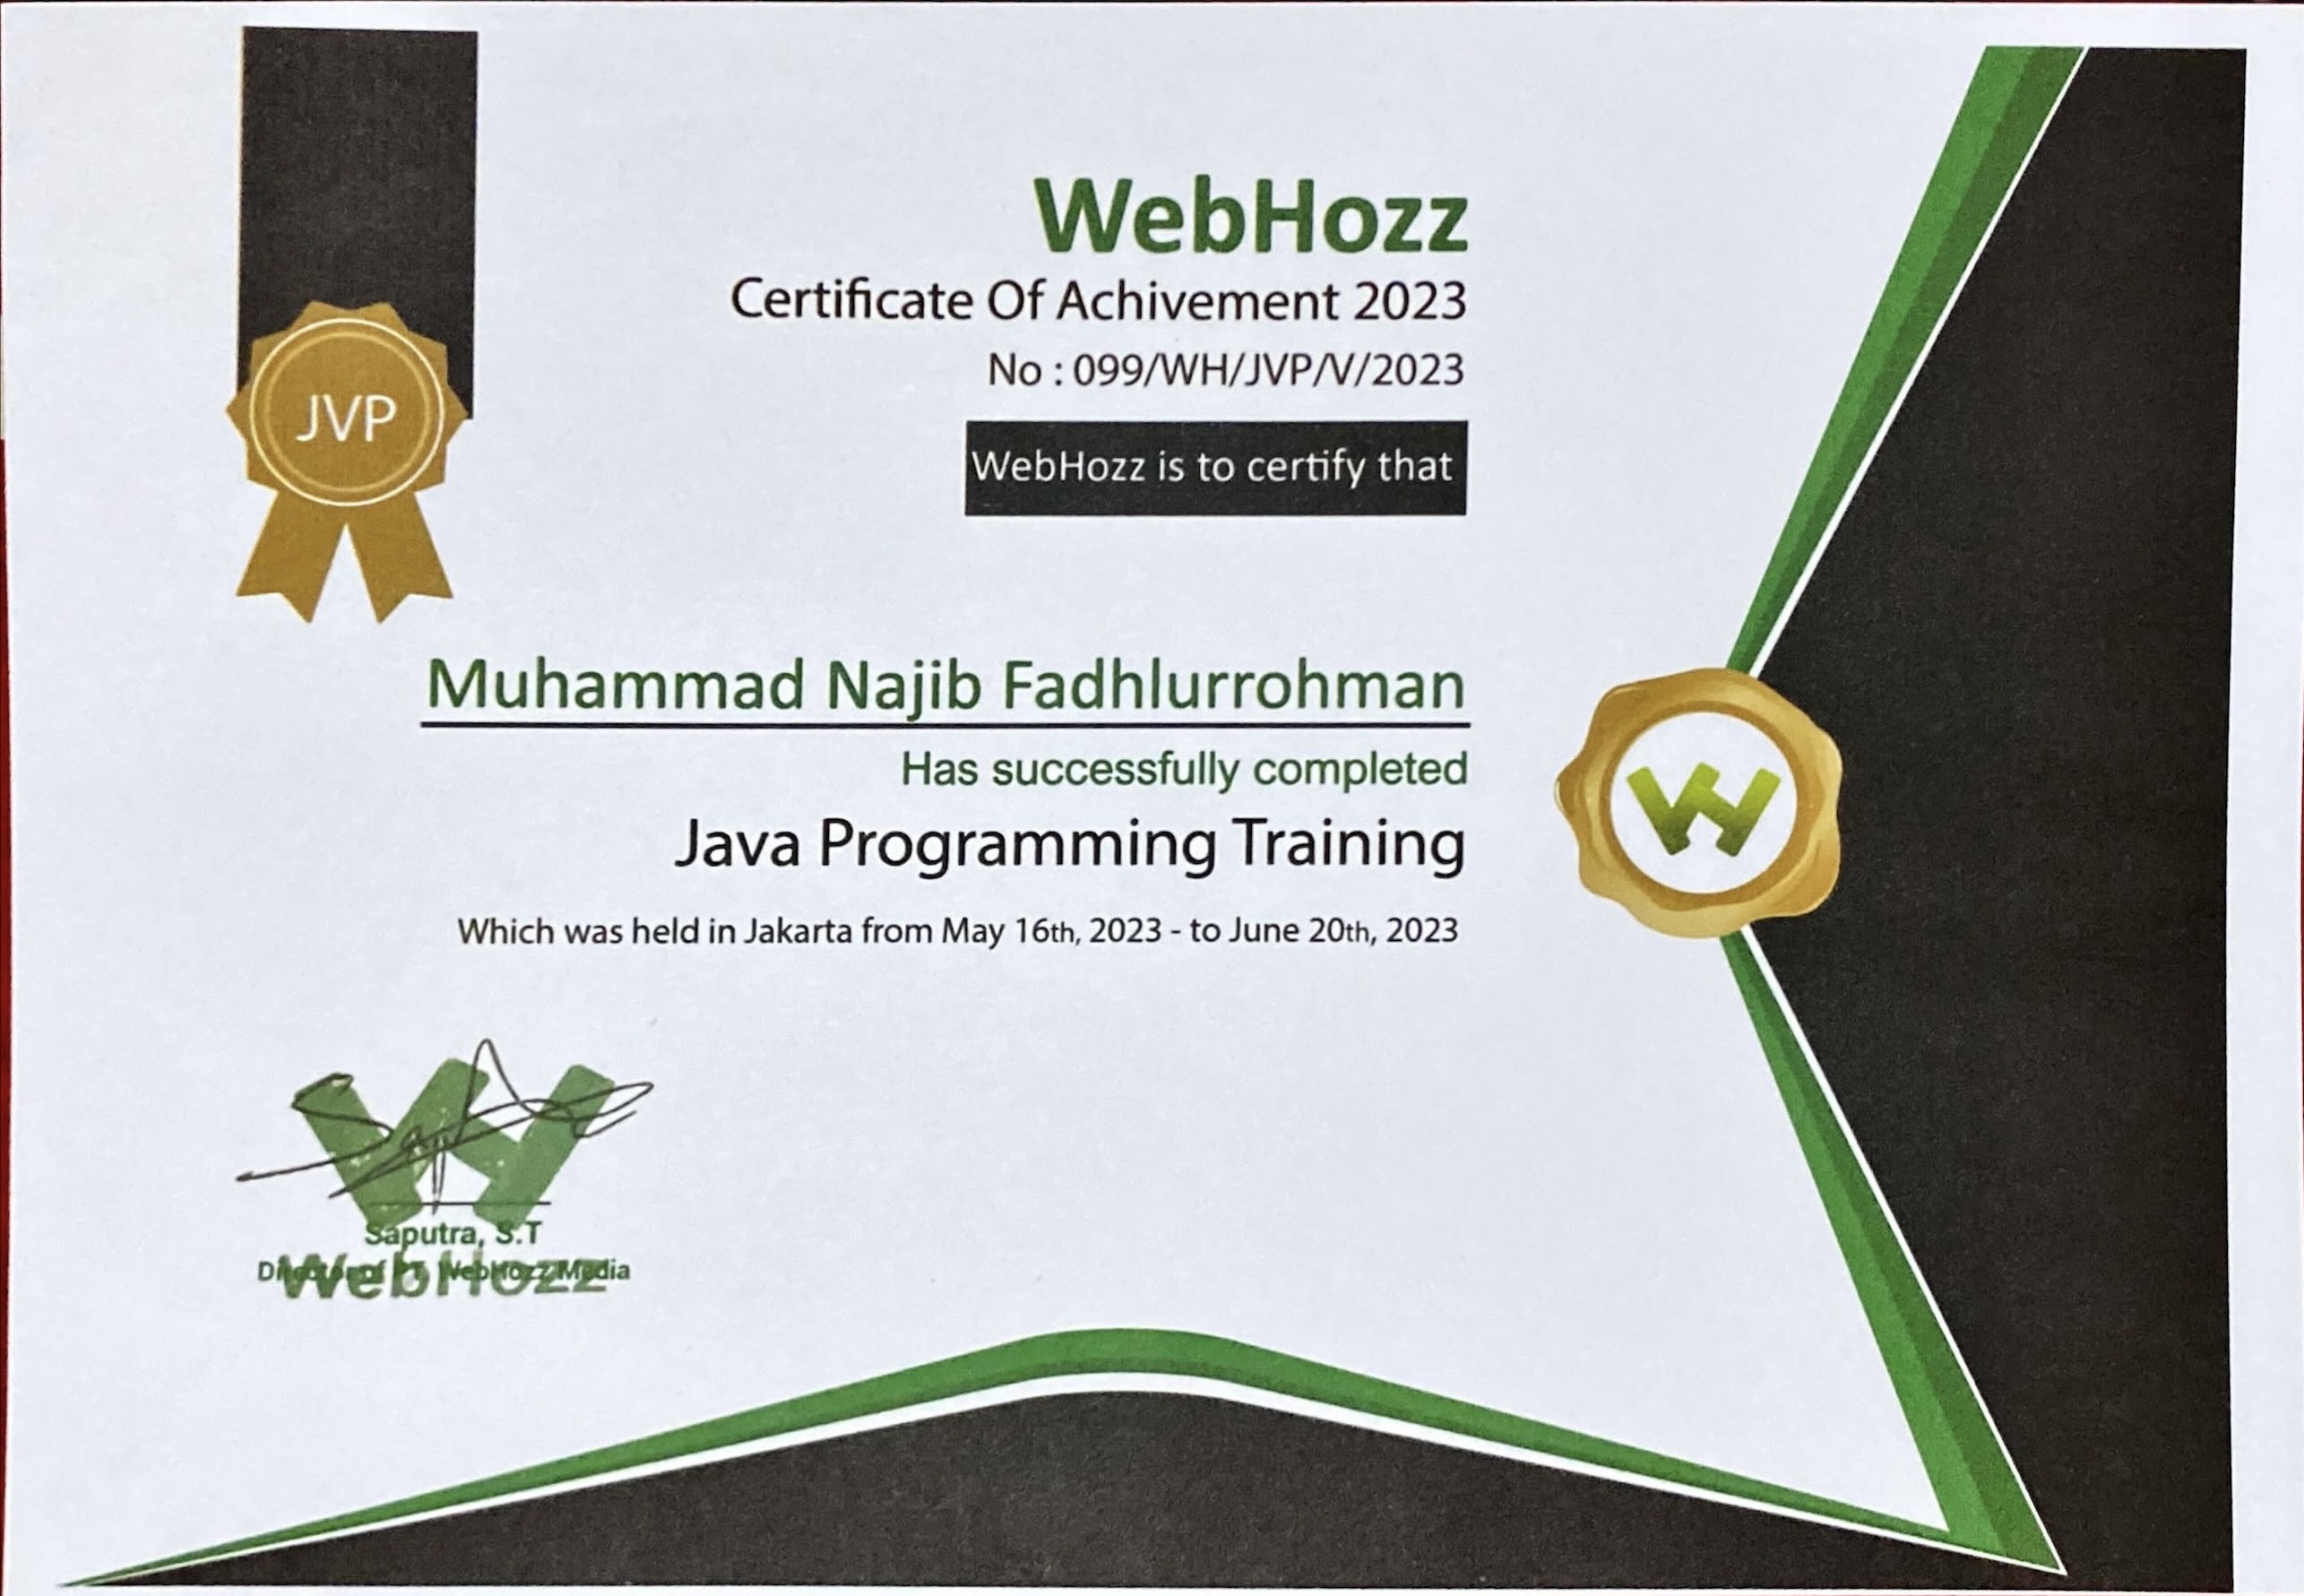 WebHozz
Certificate Of Achivement 2023
No : 099/WH/JVP/V/2023
JVP
WebHozz is to certify that
Muhammad Najib Fadhlurrohman
Has successfully completed
Java Programming Training
Which was held in Jakarta from May 16th, 2023 - to June 20th, 2023
Saputra, S.T
Director of PT. WebHozz Media
WebHozz